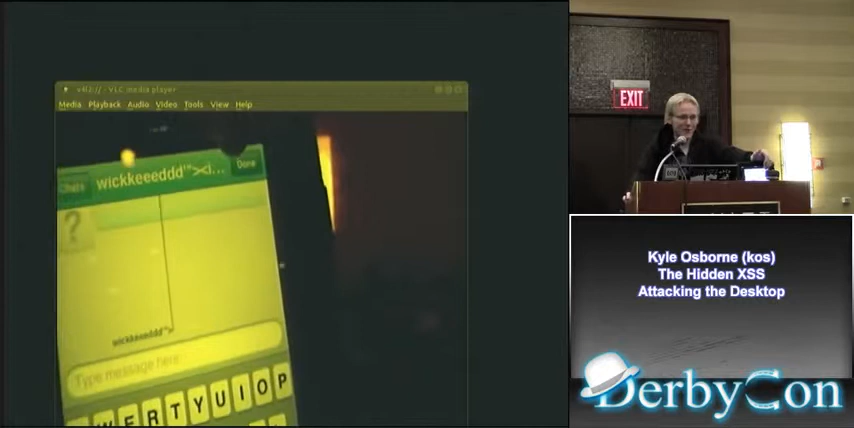 v4l2:// - VLC media player
Media Playback Audio Video Tools View Help
Chats
wickkeeeddd'"><i...
Done
?
wickkeeeddd">
Type message here
W E R T Y U I O P
EXIT
Kyle Osborne (kos)
The Hidden XSS
Attacking the Desktop
DerbyCon